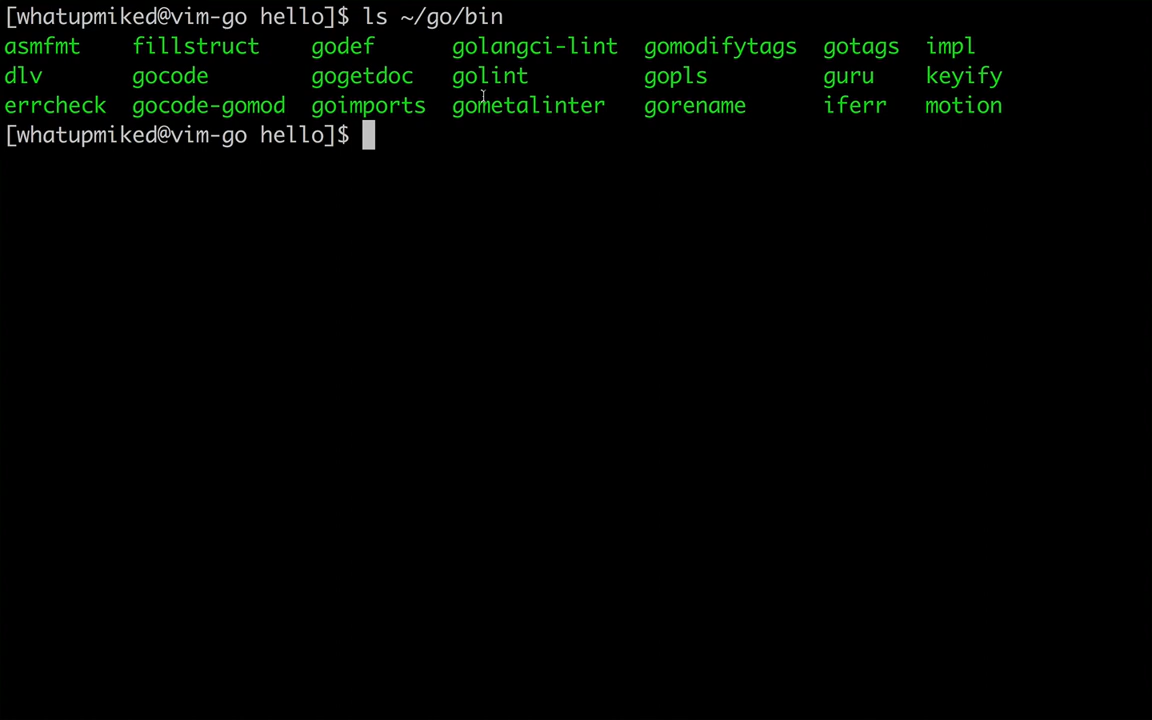 [whatupmiked@vim-go hello]$ ls ~/go/bin
asmfmt fillstruct godef golangci-lint gomodifytags gotags impl
dlv gocode gogetdoc golint gopls guru keyify
errcheck gocode-gomod goimports gometalinter gorename iferr motion
[whatupmiked@vim-go hello]$